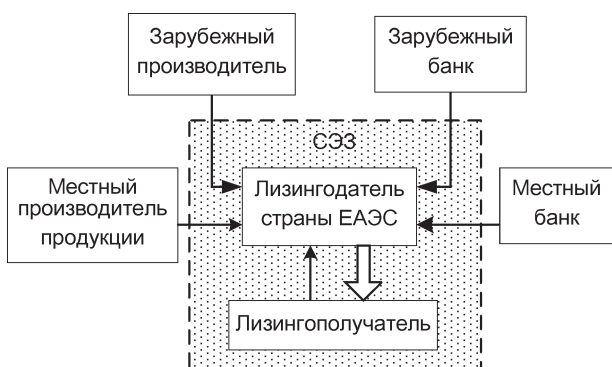 Зарубежный
производитель
Зарубежный
банк
СЭЗ
Местный
производитель
продукции
Лизингодатель
страны ЕАЭС
Местный
банк
Лизингополучатель